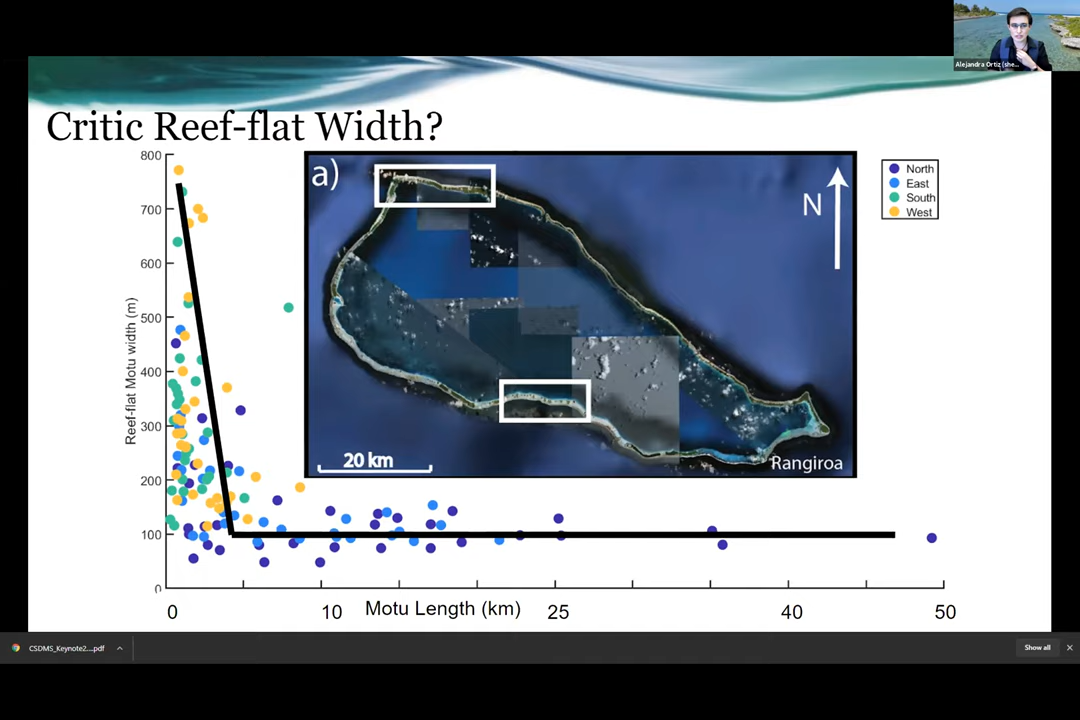 Alejandra Ortiz (she...
Critic Reef-flat Width?
800
700
600
500
400
300
200
100
0
Reef-flat Motu width (m)
a)
N
20 km
Rangiroa
North
East
South
West
0
10
Motu Length (km)
25
40
50
CSDMS_Keynote2....pdf
Show all